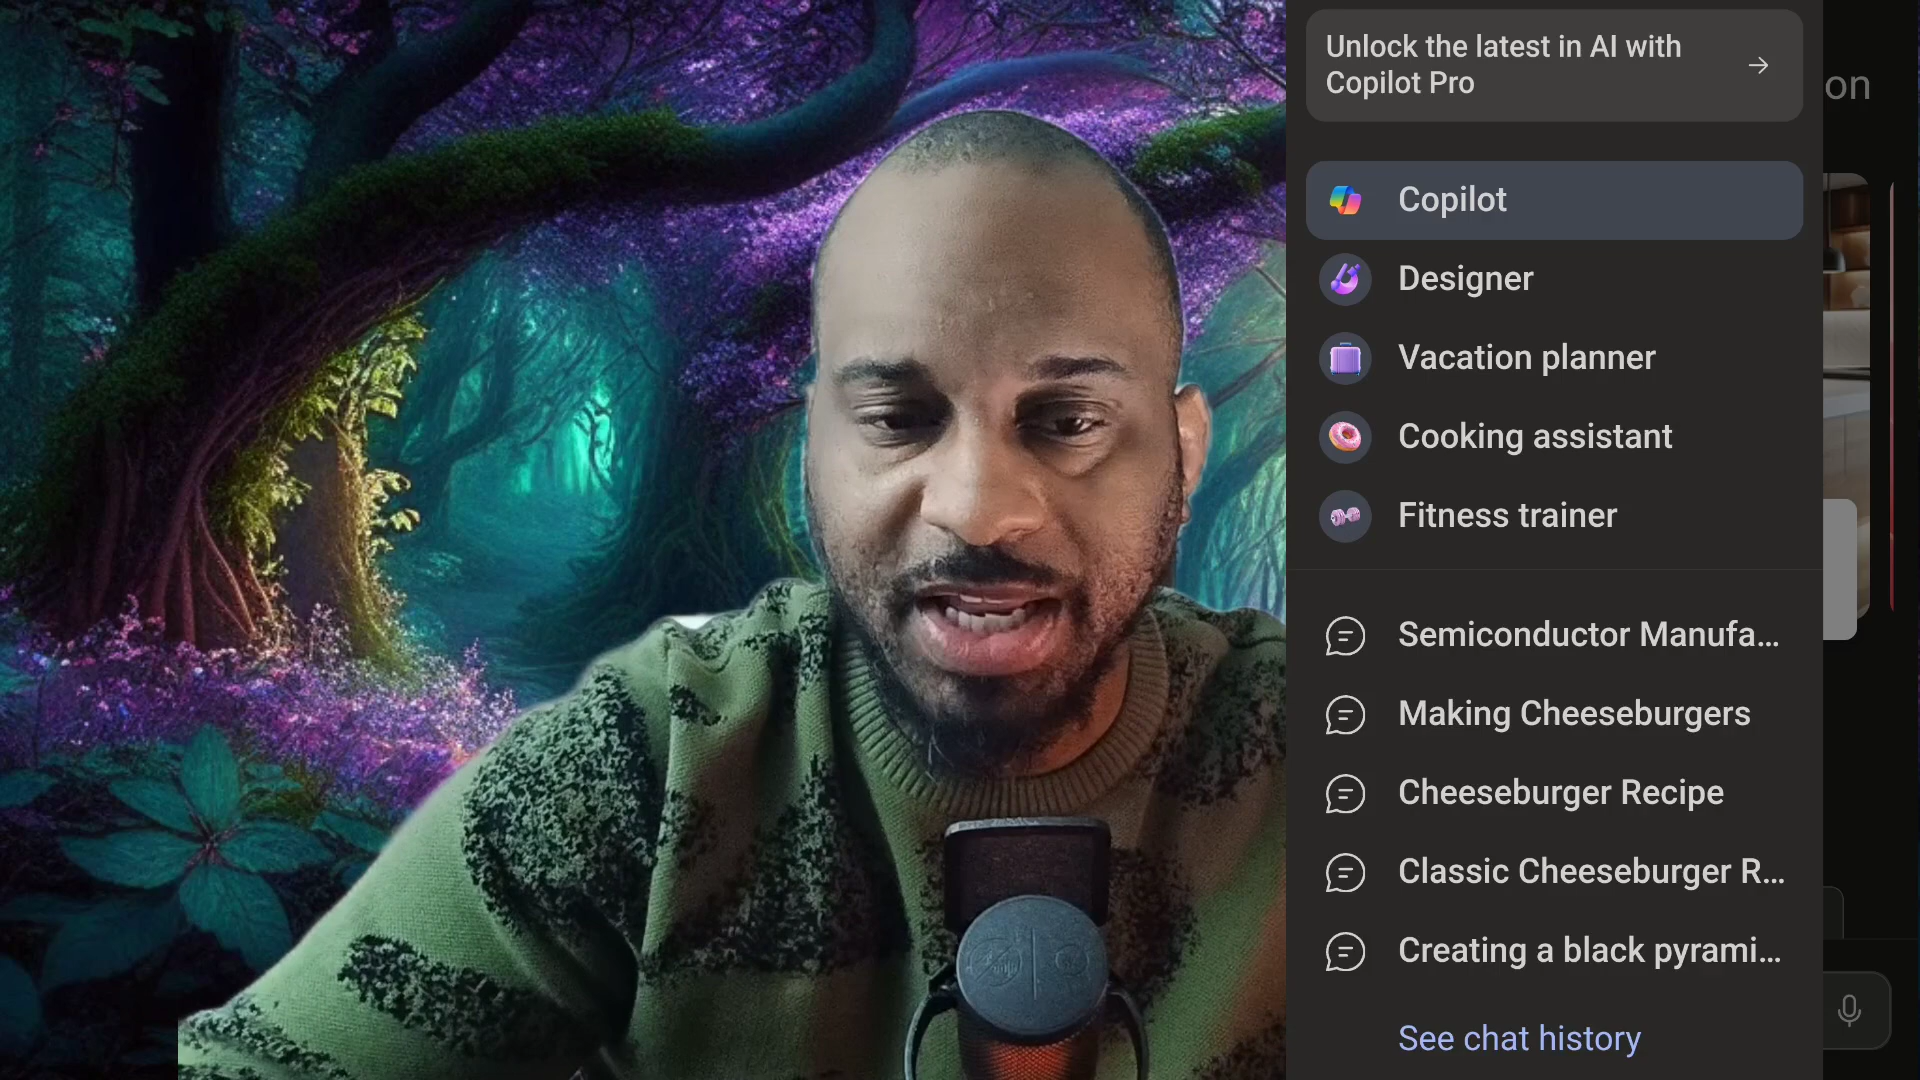 Unlock the latest in AI with
Copilot Pro
on
Copilot
Designer
Vacation planner
Cooking assistant
Fitness trainer
Semiconductor Manufa...
Making Cheeseburgers
Cheeseburger Recipe
Classic Cheeseburger R...
Creating a black pyrami...
See chat history